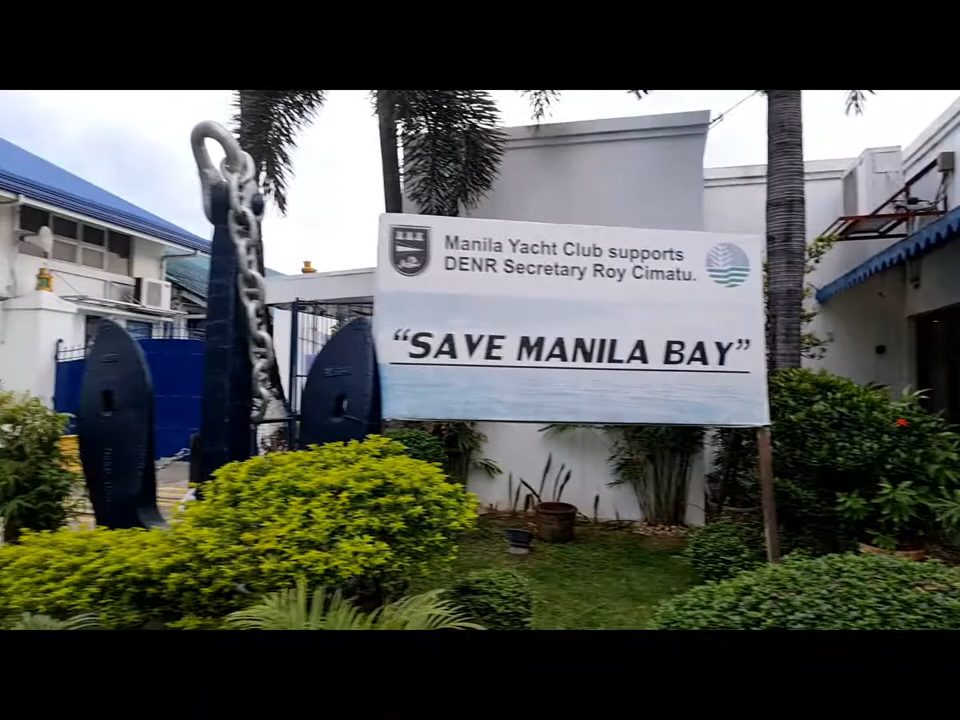 Manila Yacht Club supports
DENR Secretary Roy Cimatu.
“SAVE MANILA BAY”